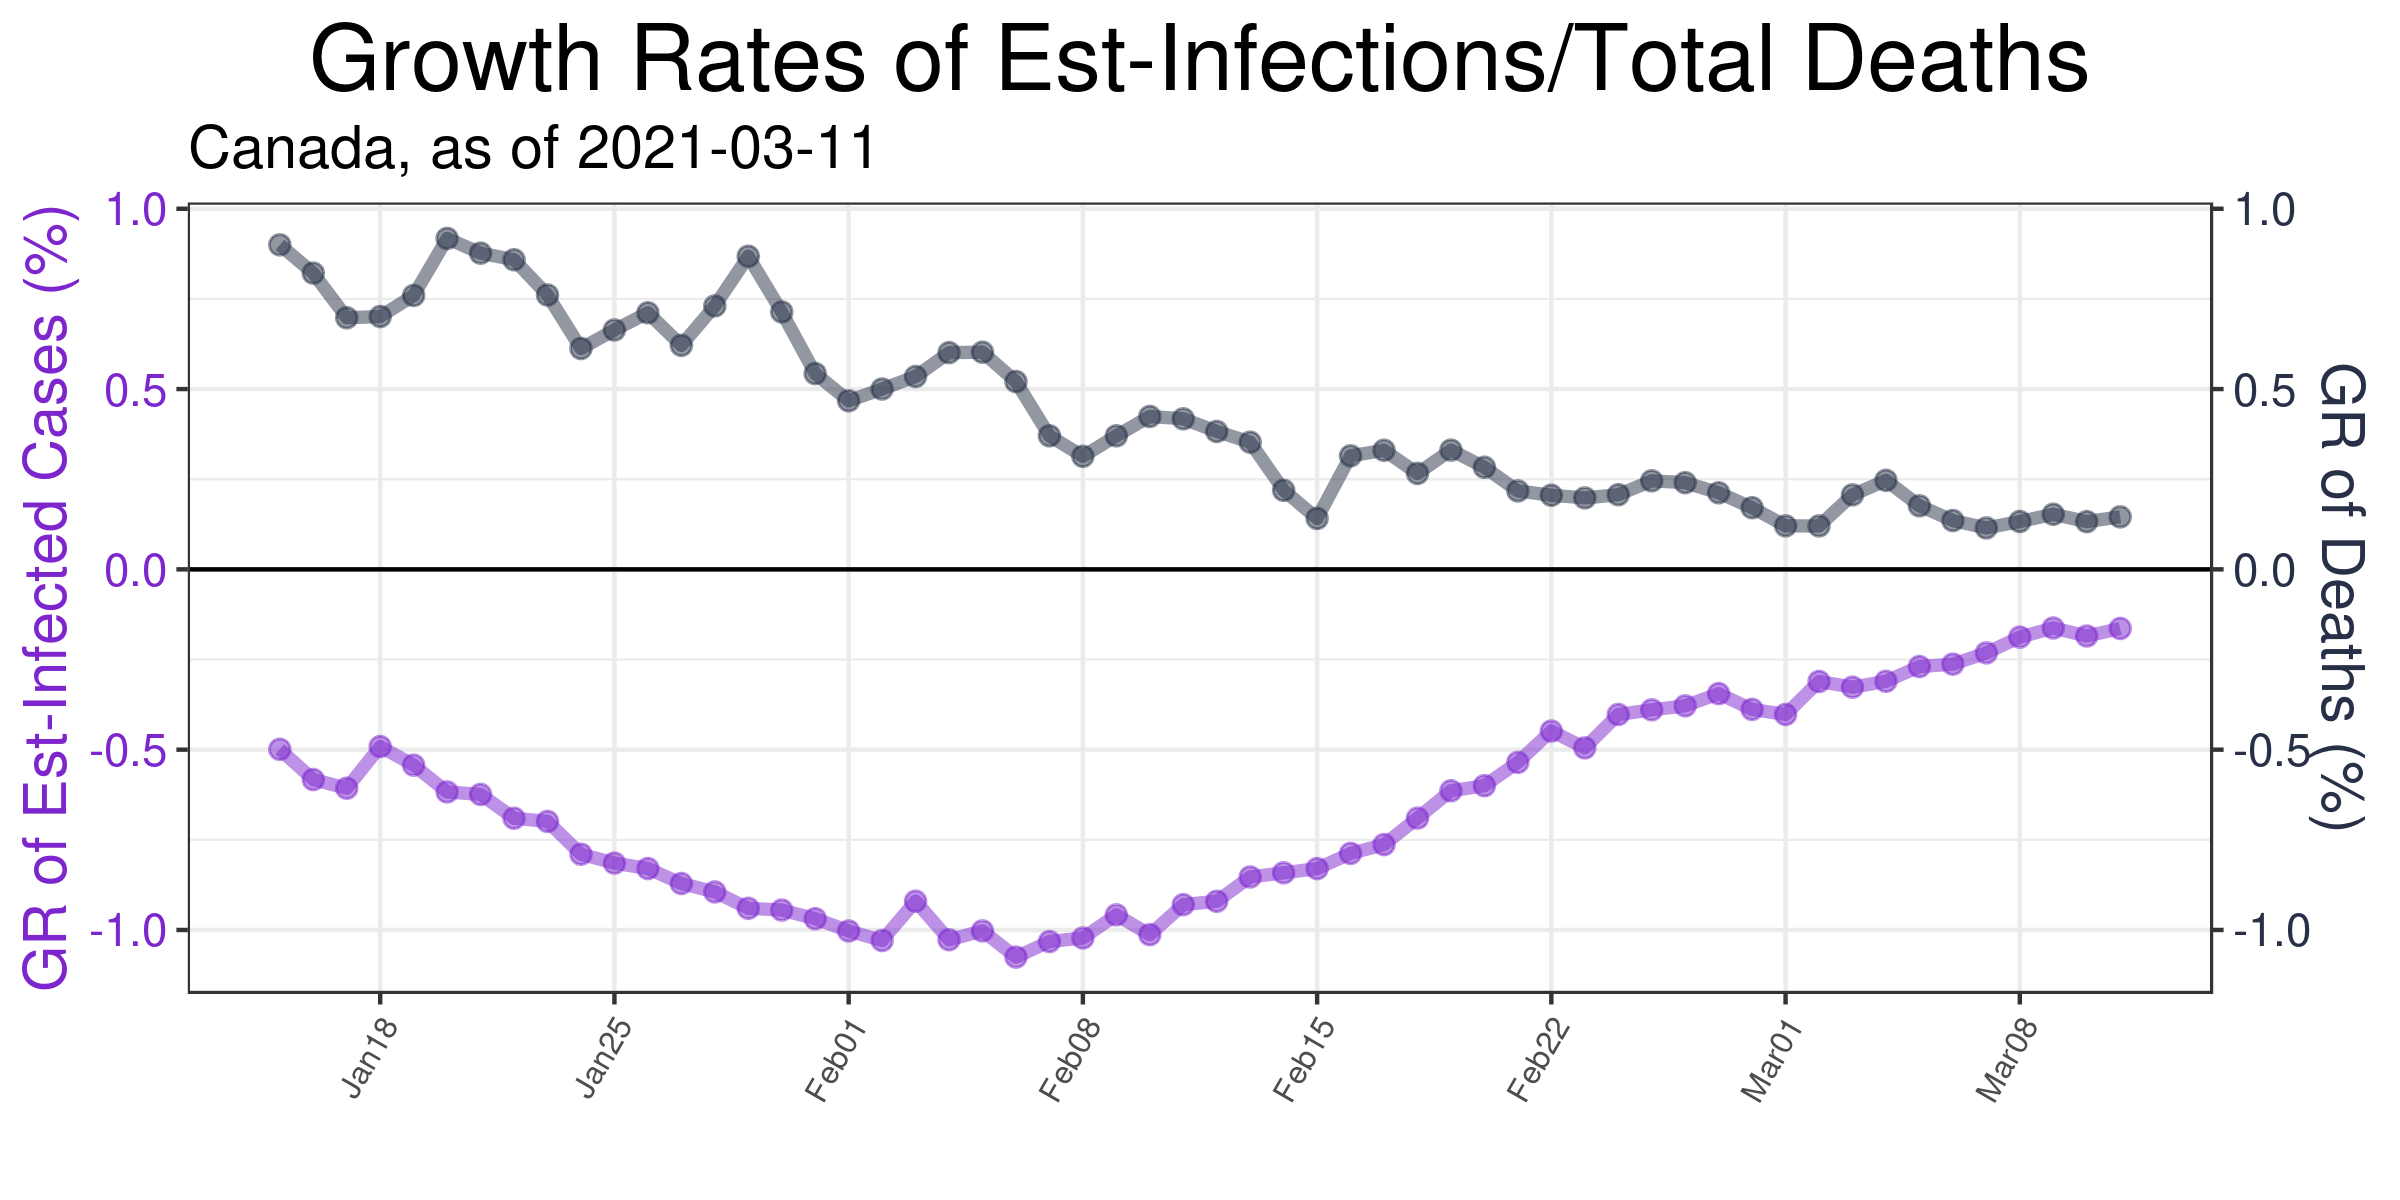 Growth Rates of Est-Infections/Total Deaths
Canada, as of 2021-03-11
GR of Est-Infected Cases (%)
1.0
0.5
0.0
-0.5
-1.0
1.0
0.5
0.0
-0.5
-1.0
GR of Deaths (%)
Jan18
Jan25
Feb01
Feb08
Feb15
Feb22
Mar01
Mar08